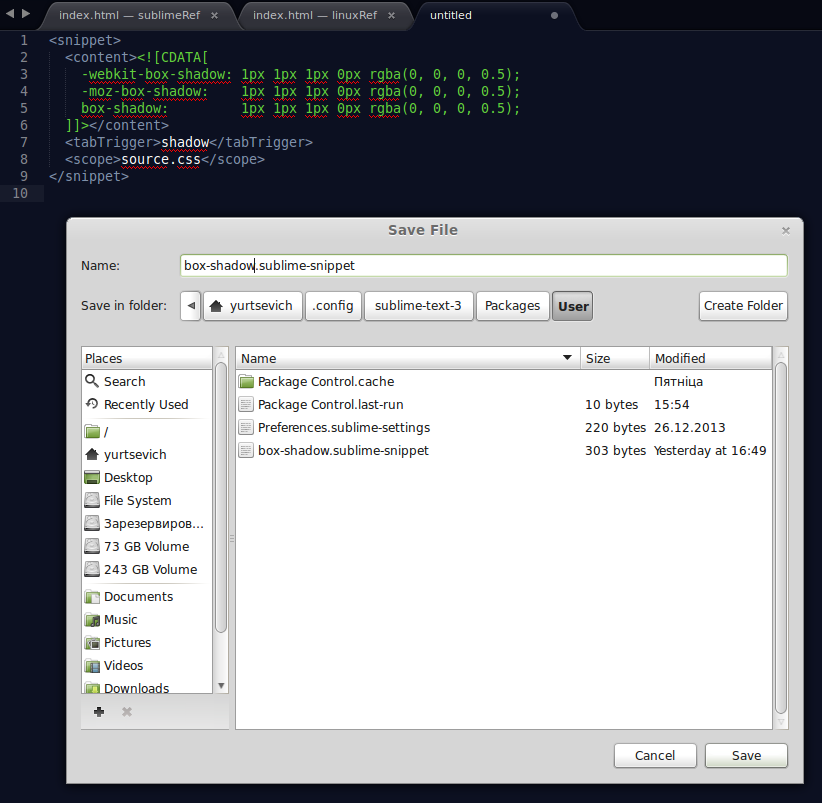 index.html — sublimeRef
index.html — linuxRef
untitled
1 <snippet>
2 <content><![CDATA[
3 -webkit-box-shadow: 1px 1px 1px 0px rgba(0, 0, 0, 0.5);
4 -moz-box-shadow: 1px 1px 1px 0px rgba(0, 0, 0, 0.5);
5 box-shadow: 1px 1px 1px 0px rgba(0, 0, 0, 0.5);
6 ]]></content>
7 <tabTrigger>shadow</tabTrigger>
8 <scope>source.css</scope>
9 </snippet>
10
Save File
Name: box-shadow.sublime-snippet
Save in folder: yurtsevich .config sublime-text-3 Packages User Create Folder
Places
Search
Recently Used
/
yurtsevich
Desktop
File System
Зарезервиров...
73 GB Volume
243 GB Volume
Documents
Music
Pictures
Videos
Downloads
Name Size Modified
Package Control.cache Пятніца
Package Control.last-run 10 bytes 15:54
Preferences.sublime-settings 220 bytes 26.12.2013
box-shadow.sublime-snippet 303 bytes Yesterday at 16:49
Cancel Save